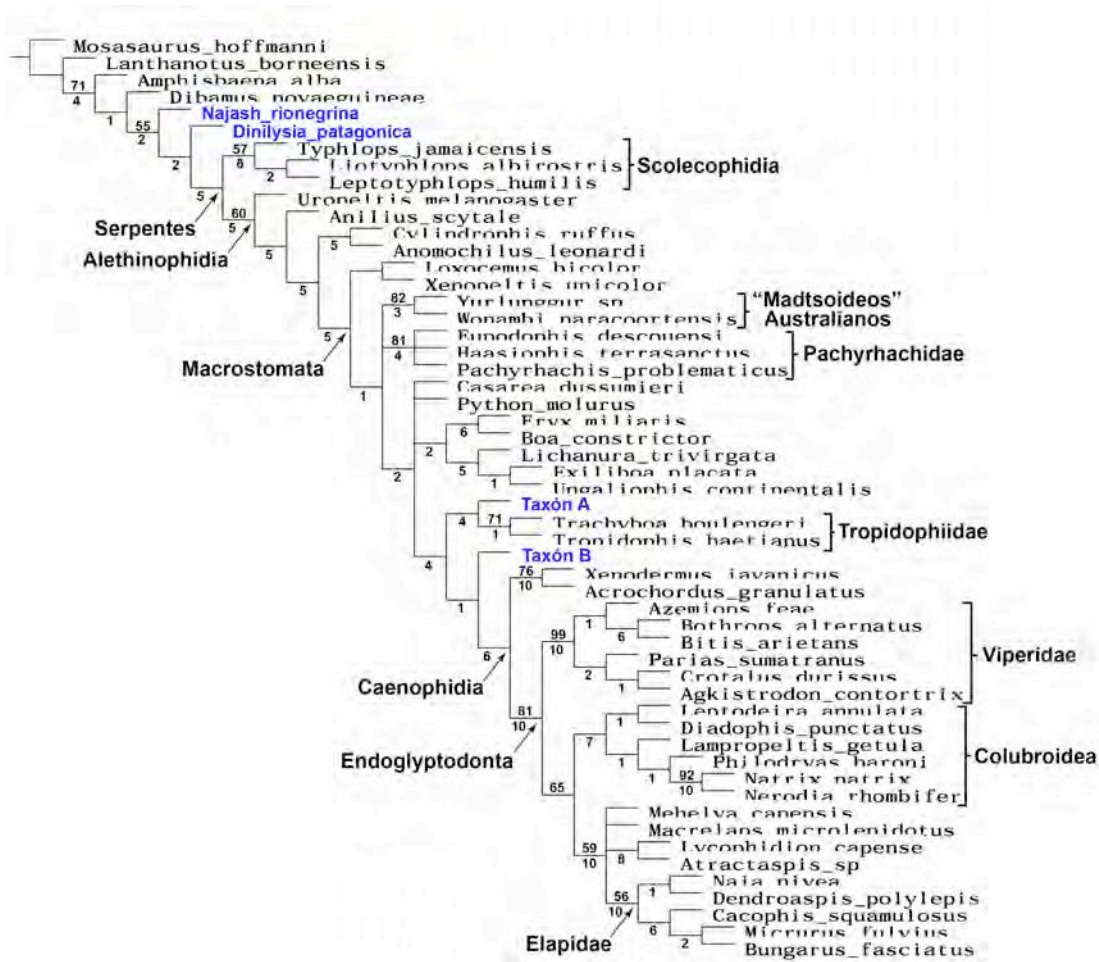 Mosasaurus_hoffmanni
Lanthanotus_borneensis
71
Amphisbaena_alba
4
Dibamus_novaeguineae
1
Najash_rionegrina
55
2
Dinilysia_patagonica
57
Typhlops_jamaicensis
2
6
Liotyphlops_albirostris
Scolecophidia
2
Leptotyphlops_humilis
5
Uropeltis_melanogaster
Serpentes
60
Anilius_scytale
5
Cylindrophis_ruffus
5
Alethinophidia
5
Anomochilus_leonardi
Loxocemus_bicolor
5
Xenopeltis_unicolor
82
Yurlunggur_sp
"Madtsoideos"
3
Wonambi_naracoortensis
Australianos
5
81
Eupodophis_descouensi
4
Haasiophis_terrasanctus
Pachyrhachidae
Macrostomata
Pachyrhachis_problematicus
1
Casarea_dussumieri
Python_molurus
Eryx_miliaris
6
2
Boa_constrictor
Lichanura_trivirgata
2
5
Exiliboa_placata
1
Ungaliophis_continentalis
Taxón A
4
71
Trachyboa_boulengeri
Tropidophiidae
1
Tropidophis_haetianus
4
Taxón B
76
Xenodermus_javanicus
10
1
Acrochordus_granulatus
Azemiops_feae
99
1
Bothrops_alternatus
10
6
Bitis_arietans
6
Parias_sumatranus
Viperidae
2
Crotalus_durissus
Caenophidia
1
Agkistrodon_contortrix
81
10
Leptodeira_annulata
1
Diadophis_punctatus
7
Lampropeltis_getula
Endoglyptodonta
1
Philodryas_baroni
Colubroidea
1
92
Natrix_natrix
65
10
Nerodia_rhombifer
Mehelya_capensis
Macrelaps_microlepidotus
59
Lycophidion_capense
10
8
Atractaspis_sp
Naja_nivea
56
1
10
Dendroaspis_polylepis
Cacophis_squamulosus
Elapidae
6
Micrurus_fulvius
2
Bungarus_fasciatus